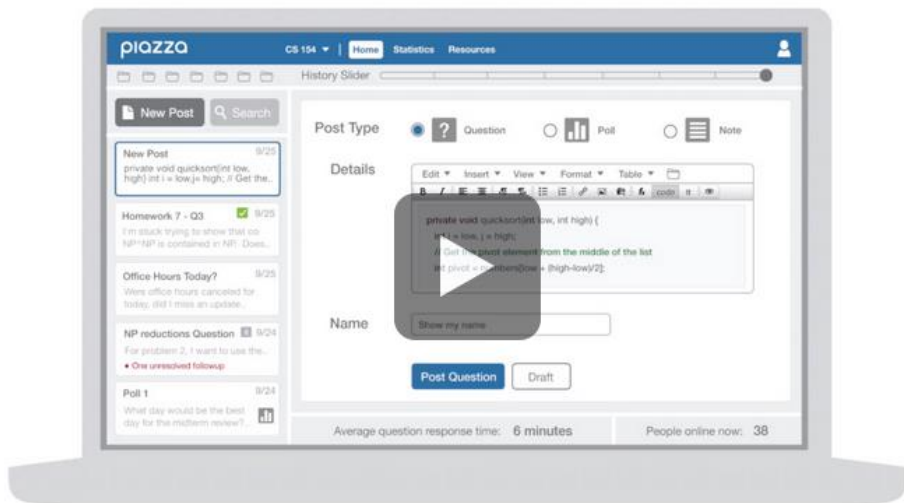 piazza
CS 154
Home
Statistics
Resources
History Slider
New Post
Search
New Post 9/25
private void quicksort(int low,
high) int i = low,j= high; // Get the..
Homework 7 - Q3 9/25
I'm stuck trying to show that co
NP^NP is contained in NP. Does..
Office Hours Today? 9/25
Were office hours canceled for
today, did I miss an update..
NP reductions Question 9/24
For problem 2, I want to use the..
• One unresolved followup
Poll 1 9/24
What day would be the best
day for the midterm review?..
Post Type
? Question
Poll
Note
Details
Edit Insert View Format Table
B I code tt
private void quicksort(int low, int high) {
int i = low, j = high;
// Get the pivot element from the middle of the list
int pivot = numbers[low + (high-low)/2];
Name
Show my name
Post Question
Draft
Average question response time: 6 minutes
People online now: 38